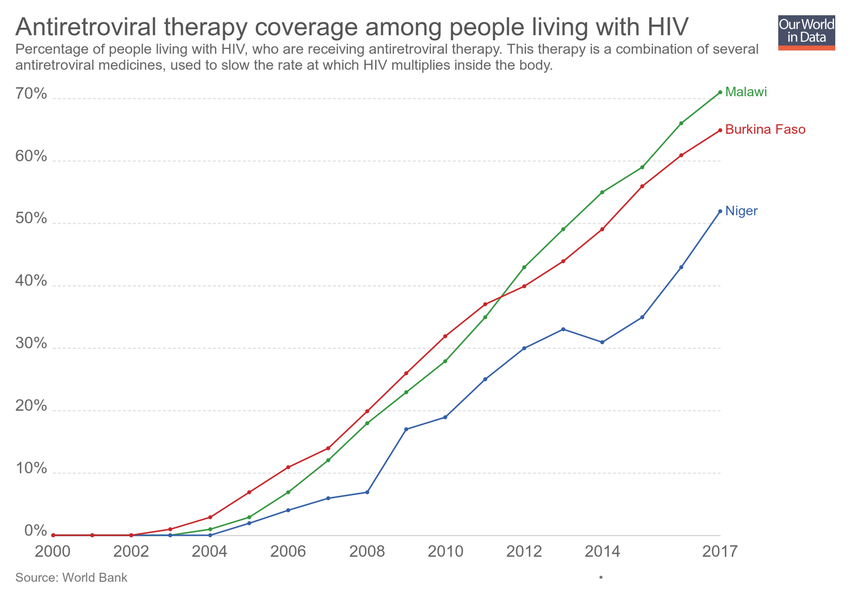 Antiretroviral therapy coverage among people living with HIV
Our World
in Data
Percentage of people living with HIV, who are receiving antiretroviral therapy. This therapy is a combination of several
antiretroviral medicines, used to slow the rate at which HIV multiplies inside the body.
70%
Malawi
Burkina Faso
60%
50%
Niger
40%
30%
20%
10%
0%
2000 2002 2004 2006 2008 2010 2012 2014 2017
Source: World Bank